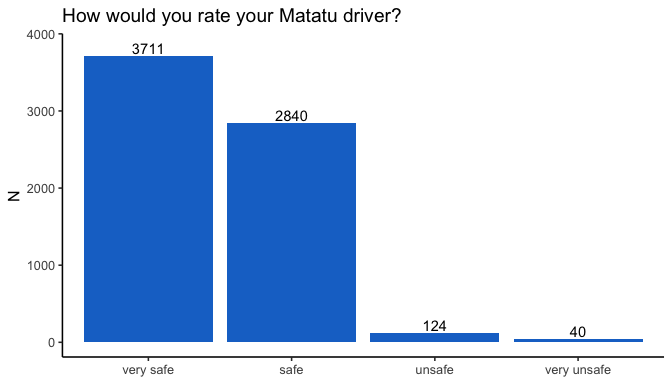 How would you rate your Matatu driver?
4000
3000
2000
1000
0
N
3711
2840
124
40
very safe
safe
unsafe
very unsafe